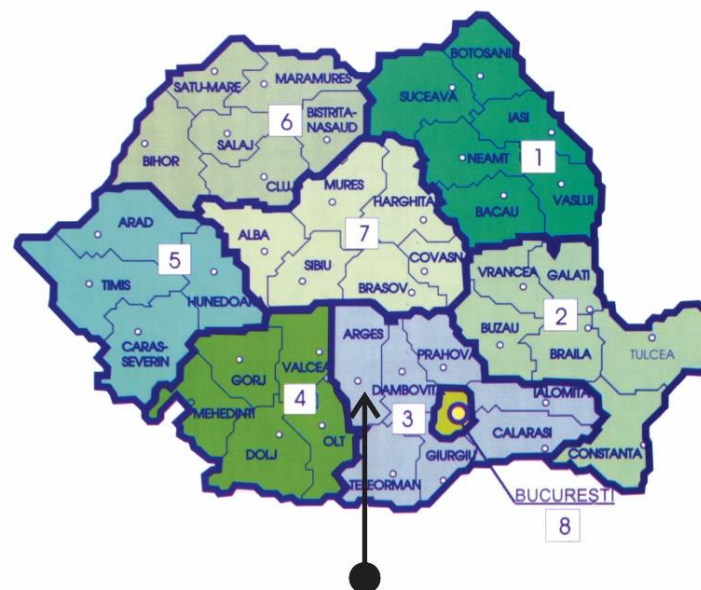 BOTOSANI
SATU-MARE
MARAMURES
SUCEAVA
BISTRITA-
NASAUD
IASI
6
SALAJ
BIHOR
NEAMT
1
CLUJ
MURES
VASLUI
HARGHITA
BACAU
ARAD
ALBA
7
5
COVASN
VRANCEA
GALATI
SIBIU
TIMIS
BRASOV
HUNEDOARA
2
ARGES
BUZAU
CARAS-
SEVERIN
PRAHOVA
BRAILA
TULCEA
VALCEA
GORJ
DAMBOVIT
IALOMITA
4
MEHEDINTI
3
OLT
CALARASI
DOLJ
GIURGIU
CONSTANTA
TELEORMAN
BUCURESTI
8